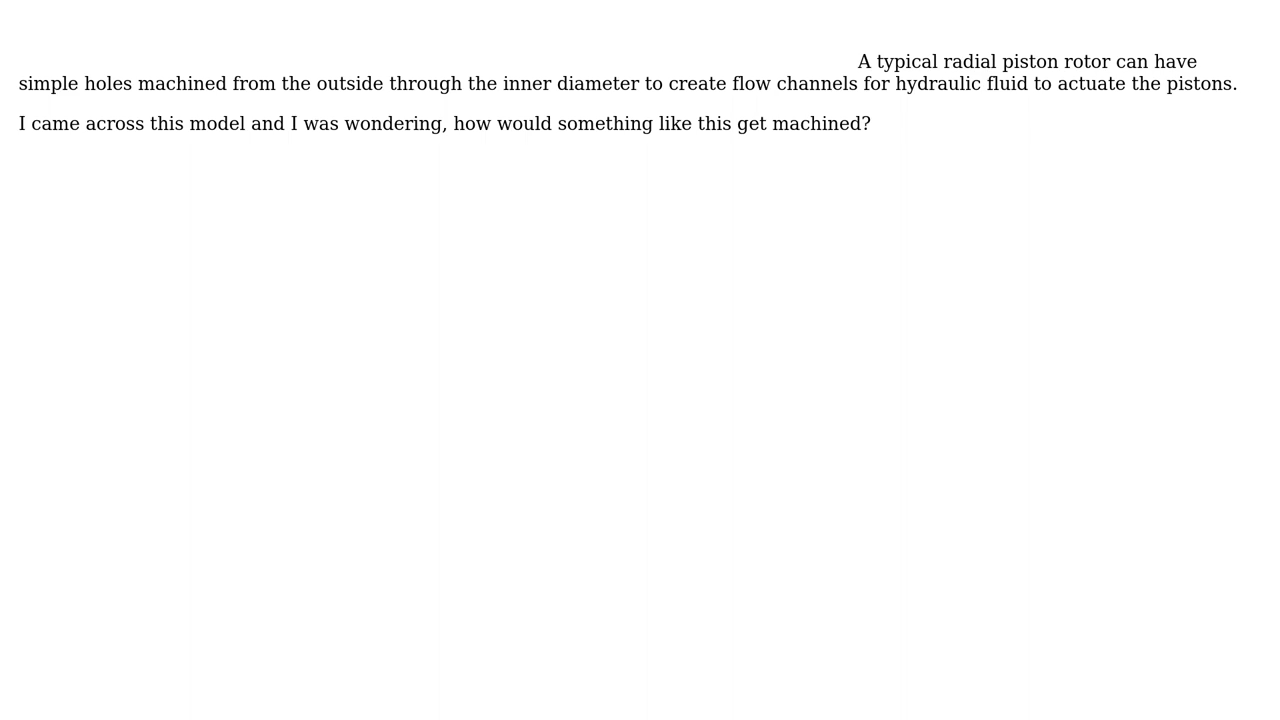 A typical radial piston rotor can have
simple holes machined from the outside through the inner diameter to create flow channels for hydraulic fluid to actuate the pistons.
I came across this model and I was wondering, how would something like this get machined?